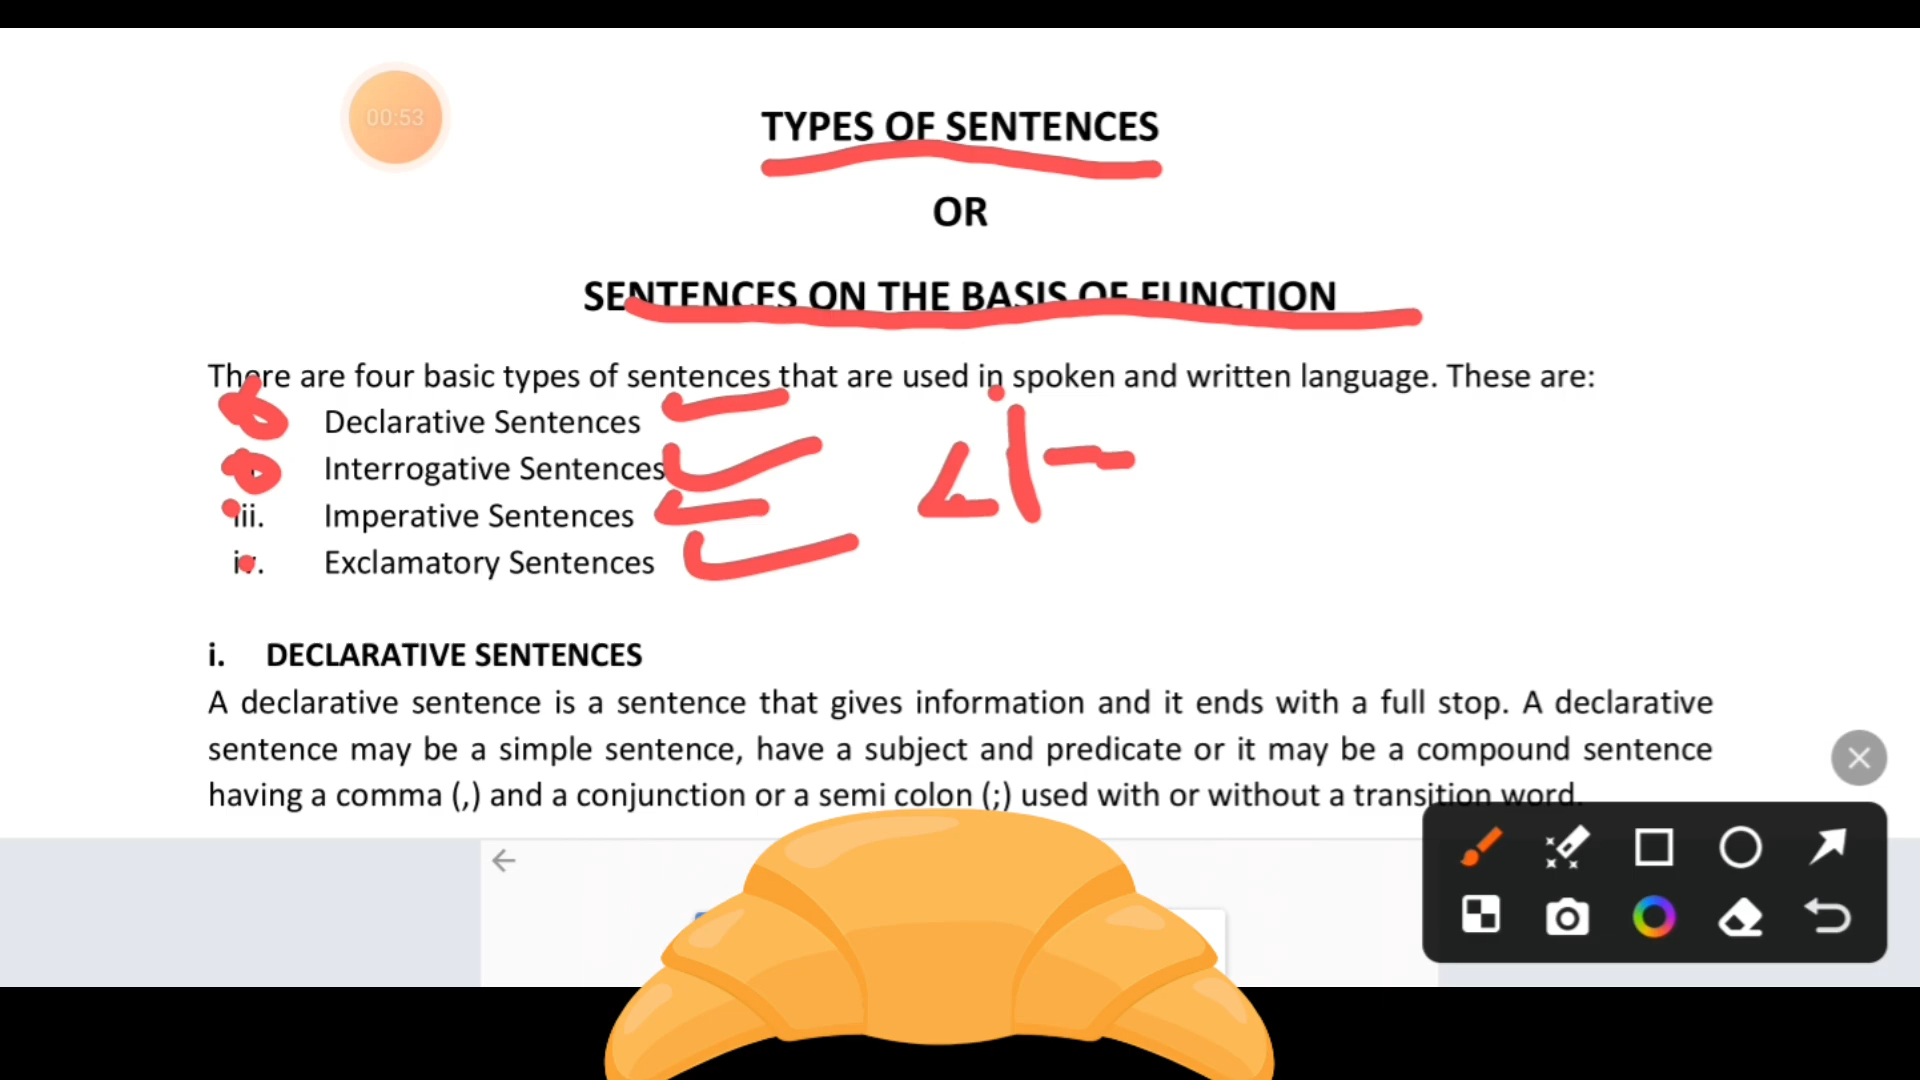 00:53
TYPES OF SENTENCES
OR
SENTENCES ON THE BASIS OF FUNCTION
There are four basic types of sentences that are used in spoken and written language. These are:
Declarative Sentences
Interrogative Sentences
iii. Imperative Sentences
iv. Exclamatory Sentences
i. DECLARATIVE SENTENCES
A declarative sentence is a sentence that gives information and it ends with a full stop. A declarative
sentence may be a simple sentence, have a subject and predicate or it may be a compound sentence
having a comma (,) and a conjunction or a semi colon (;) used with or without a transition word.